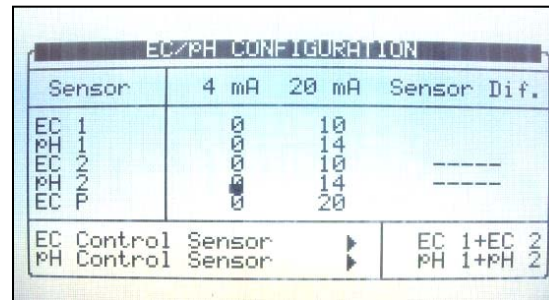 EC/PH CONFIGURATION
Sensor 4 mA 20 mA Sensor Dif.
EC 1 0 10
PH 1 0 14
EC 2 0 10 -----
PH 2 0 14 -----
EC P 0 20
EC Control Sensor ▶ EC 1+EC 2
PH Control Sensor ▶ PH 1+PH 2